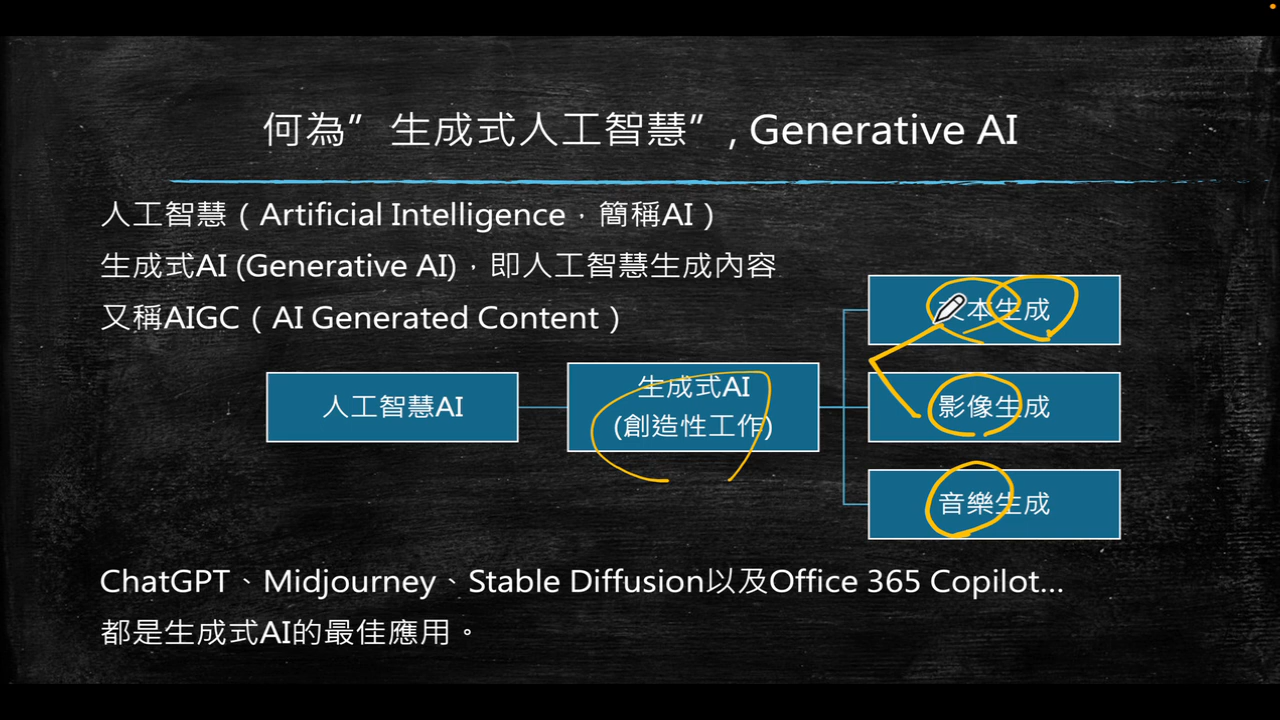 何為”生成式人工智慧”, Generative AI
人工智慧（Artificial Intelligence，簡稱AI）
生成式AI (Generative AI)，即人工智慧生成內容
又稱AIGC（AI Generated Content）
人工智慧AI
生成式AI
(創造性工作)
文本生成
影像生成
音樂生成
ChatGPT、Midjourney、Stable Diffusion以及Office 365 Copilot...
都是生成式AI的最佳應用。